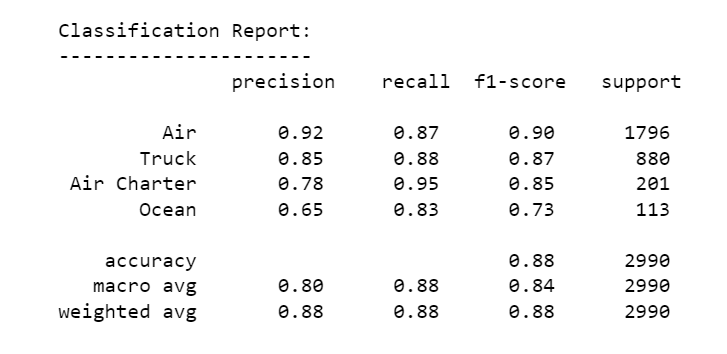 Classification Report:
----------------------
precision recall f1-score support
Air 0.92 0.87 0.90 1796
Truck 0.85 0.88 0.87 880
Air Charter 0.78 0.95 0.85 201
Ocean 0.65 0.83 0.73 113
accuracy 0.88 2990
macro avg 0.80 0.88 0.84 2990
weighted avg 0.88 0.88 0.88 2990